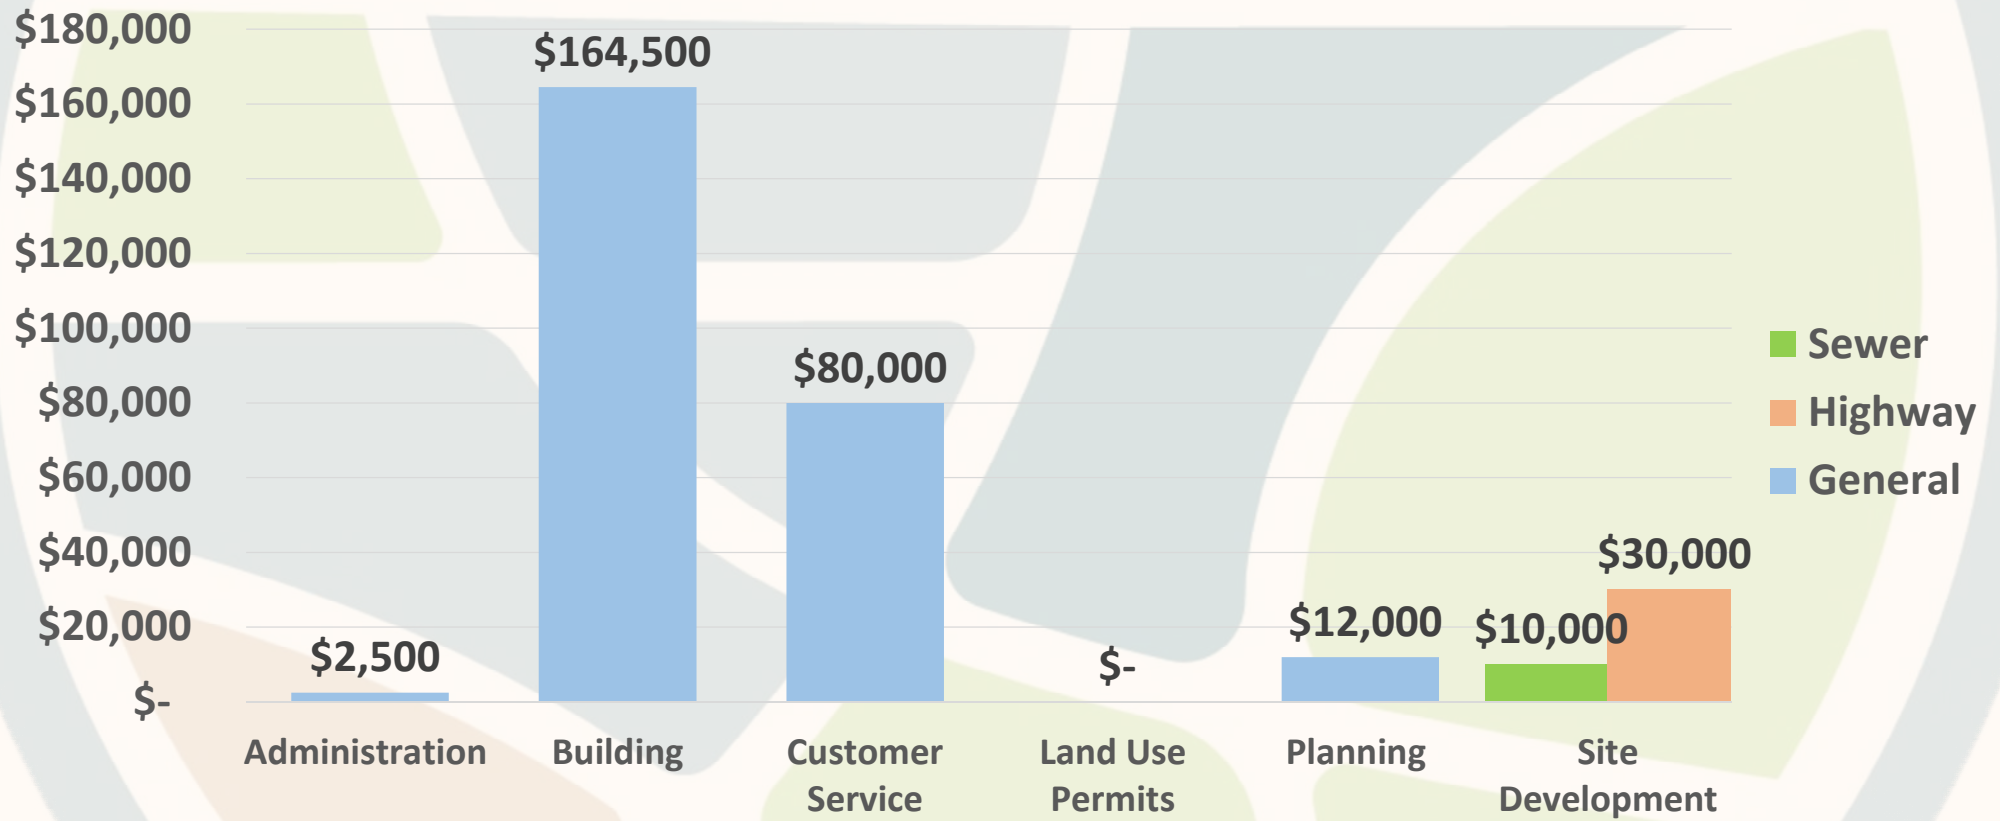 $180,000
$160,000
$140,000
$120,000
$100,000
$80,000
$60,000
$40,000
$20,000
$-
$2,500
$164,500
$80,000
$-
$12,000
$10,000
$30,000
Administration
Building
Customer
Service
Land Use
Permits
Planning
Site
Development
Sewer
Highway
General